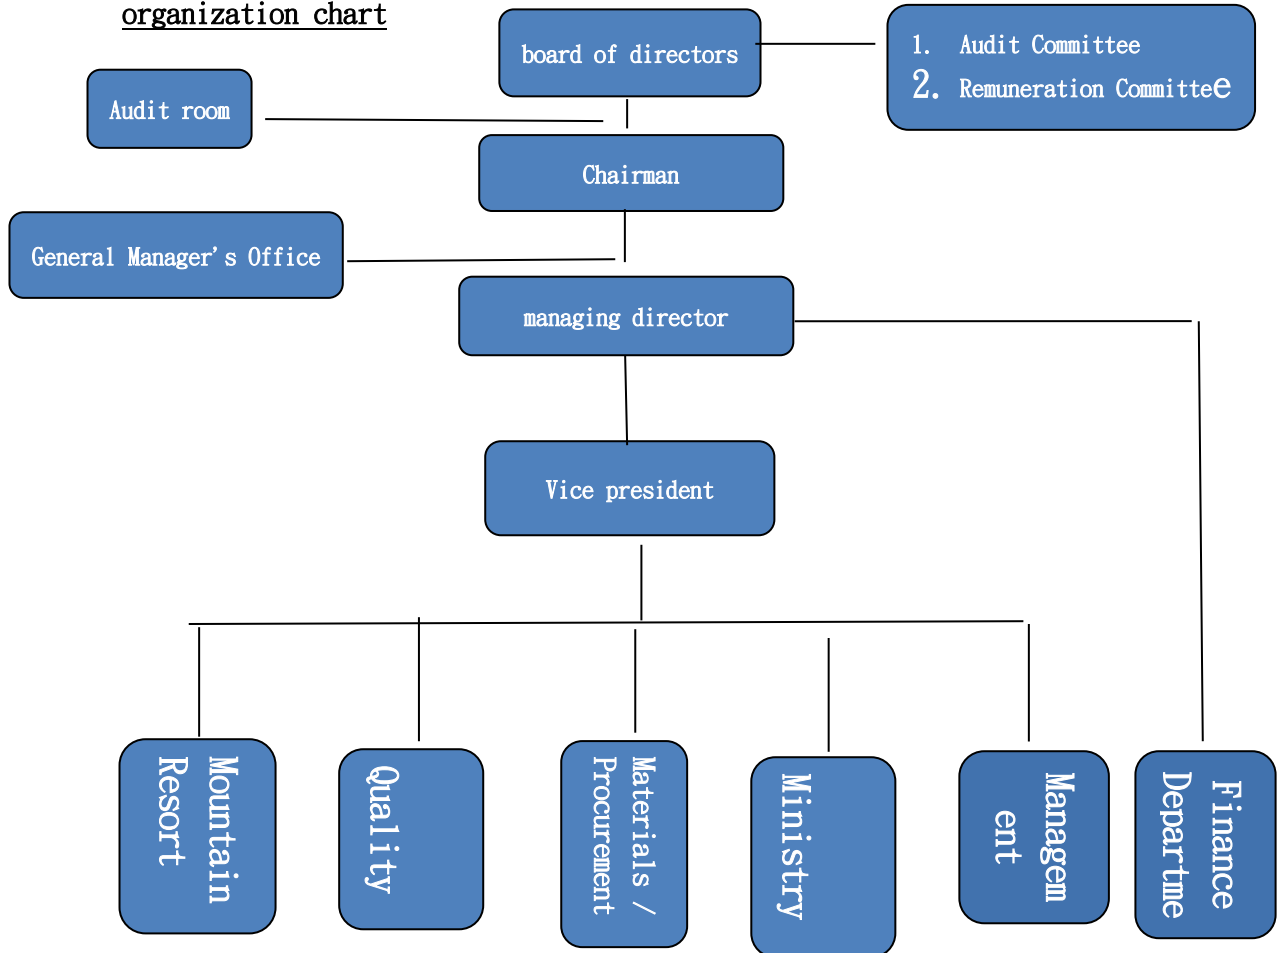 organization chart
board of directors
1. Audit Committee
2. Remuneration Committee
Audit room
Chairman
General Manager's Office
managing director
Vice president
Mountain
Resort
Quality
Materials /
Procurement
Ministry
Managem
ent
Finance
Departme